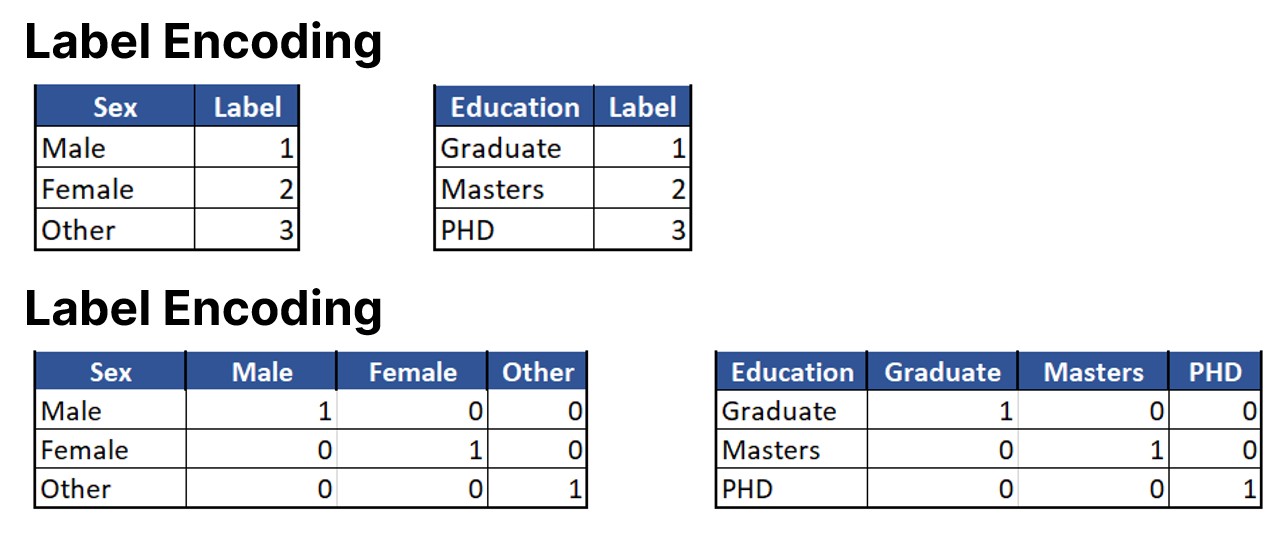 Label Encoding
Sex Label
Male 1
Female 2
Other 3
Education Label
Graduate 1
Masters 2
PHD 3
Label Encoding
Sex Male Female Other
Male 1 0 0
Female 0 1 0
Other 0 0 1
Education Graduate Masters PHD
Graduate 1 0 0
Masters 0 1 0
PHD 0 0 1